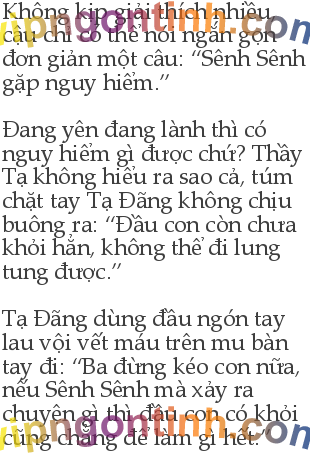 Không kịp giải thích nhiều,
cậu chỉ có thể nói ngắn gọn
đơn giản một câu: “Sênh Sênh
gặp nguy hiểm.”
Đang yên đang lành thì có
nguy hiểm gì được chứ? Thầy
Tạ không hiểu ra sao cả, túm
chặt tay Tạ Đãng không chịu
buông ra: “Đầu con còn chưa
khỏi hẳn, không thể đi lung
tung được.”
Tạ Đãng dùng đầu ngón tay
lau vội vết máu trên mu bàn
tay đi: “Ba đừng kéo con nữa,
nếu Sênh Sênh mà xảy ra
chuyện gì thì đầu con có khỏi
cũng chẳng để làm gì hết.”
vipngontinh.com
vipngontinh.com